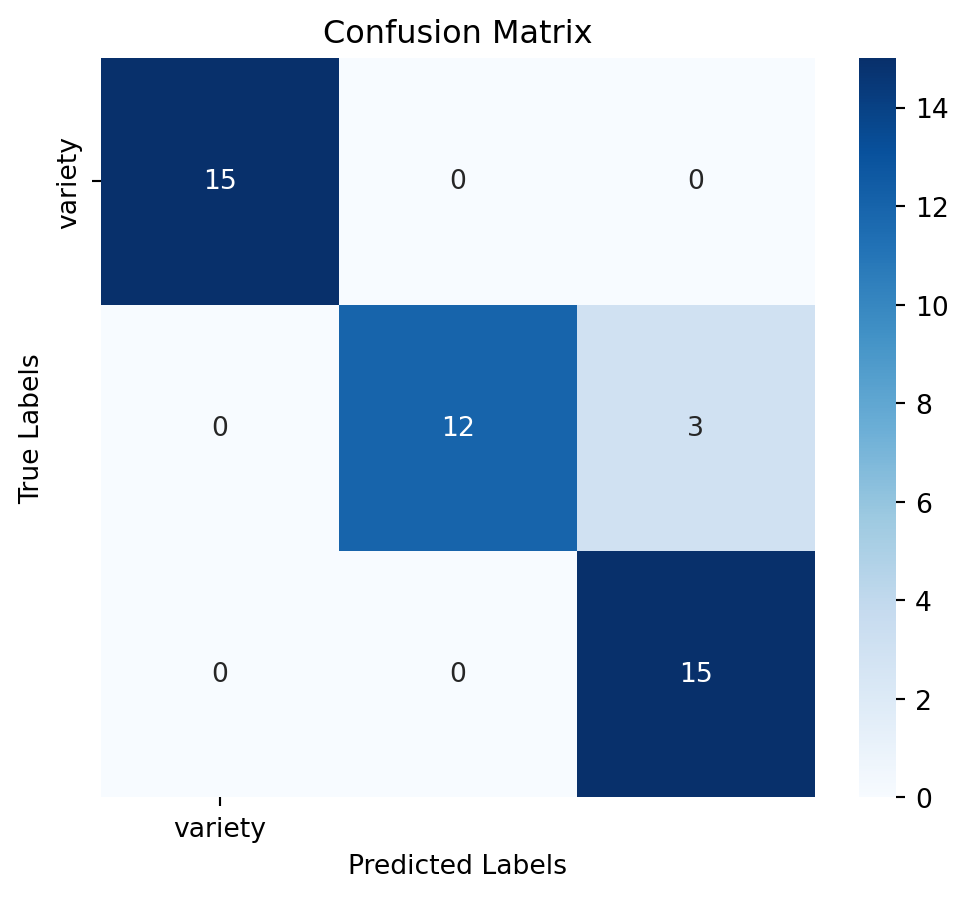 Confusion Matrix
variety
True Labels
15 0 0
0 12 3
0 0 15
variety
Predicted Labels
14
12
10
8
6
4
2
0